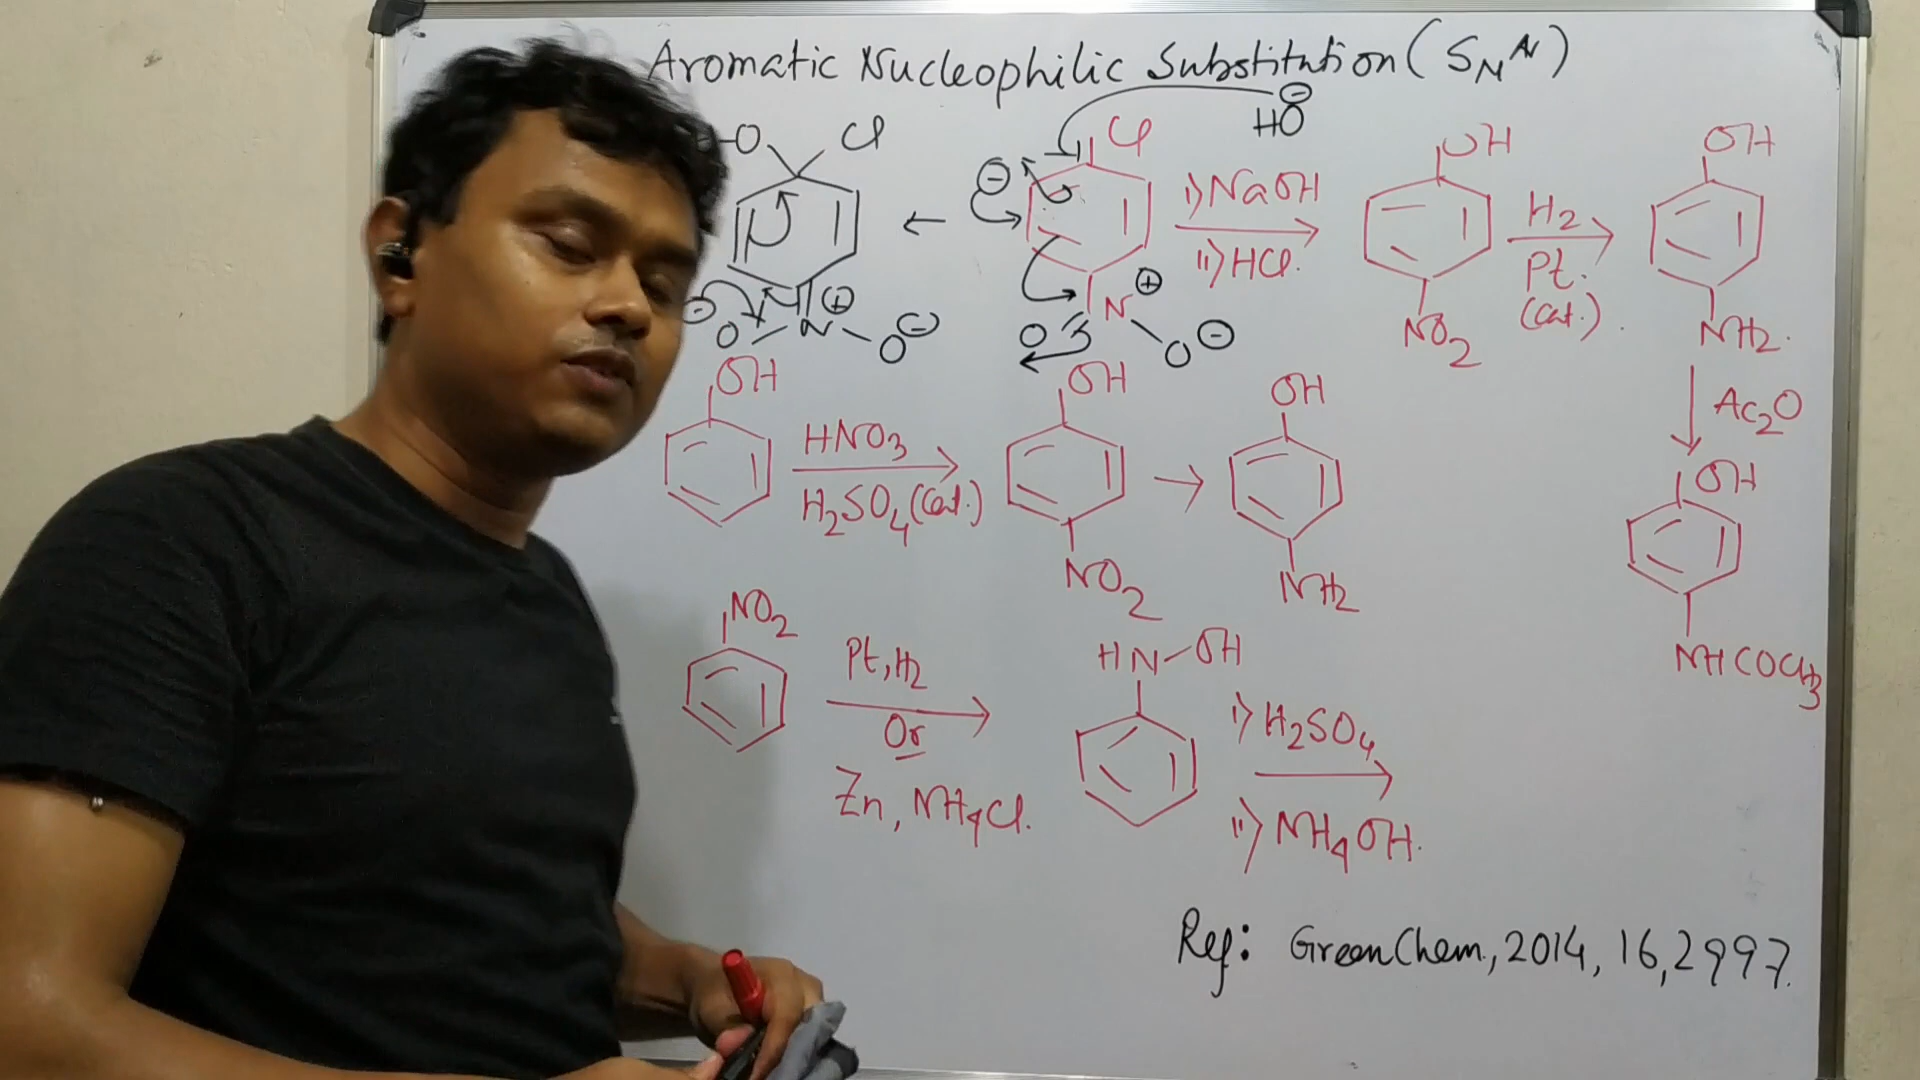 Aromatic Nucleophilic Substitution (SNAr)
⊖
HO
O Cl
Cl
⊖
i) NaOH
ii) HCl.
OH
H2
Pt.
(Cat.).
OH
⊖ O N ⊕ O ⊖
O N ⊕ O ⊖
NO2
NH2.
Ac2O
OH
HNO3
H2SO4 (Cat.)
OH
NO2
OH
NH2
OH
NHCOCH3
NO2
Pt, H2
Or
Zn, NH4Cl.
HN-OH
i) H2SO4
ii) NH4OH.
Ref: Green Chem., 2014, 16, 2997.